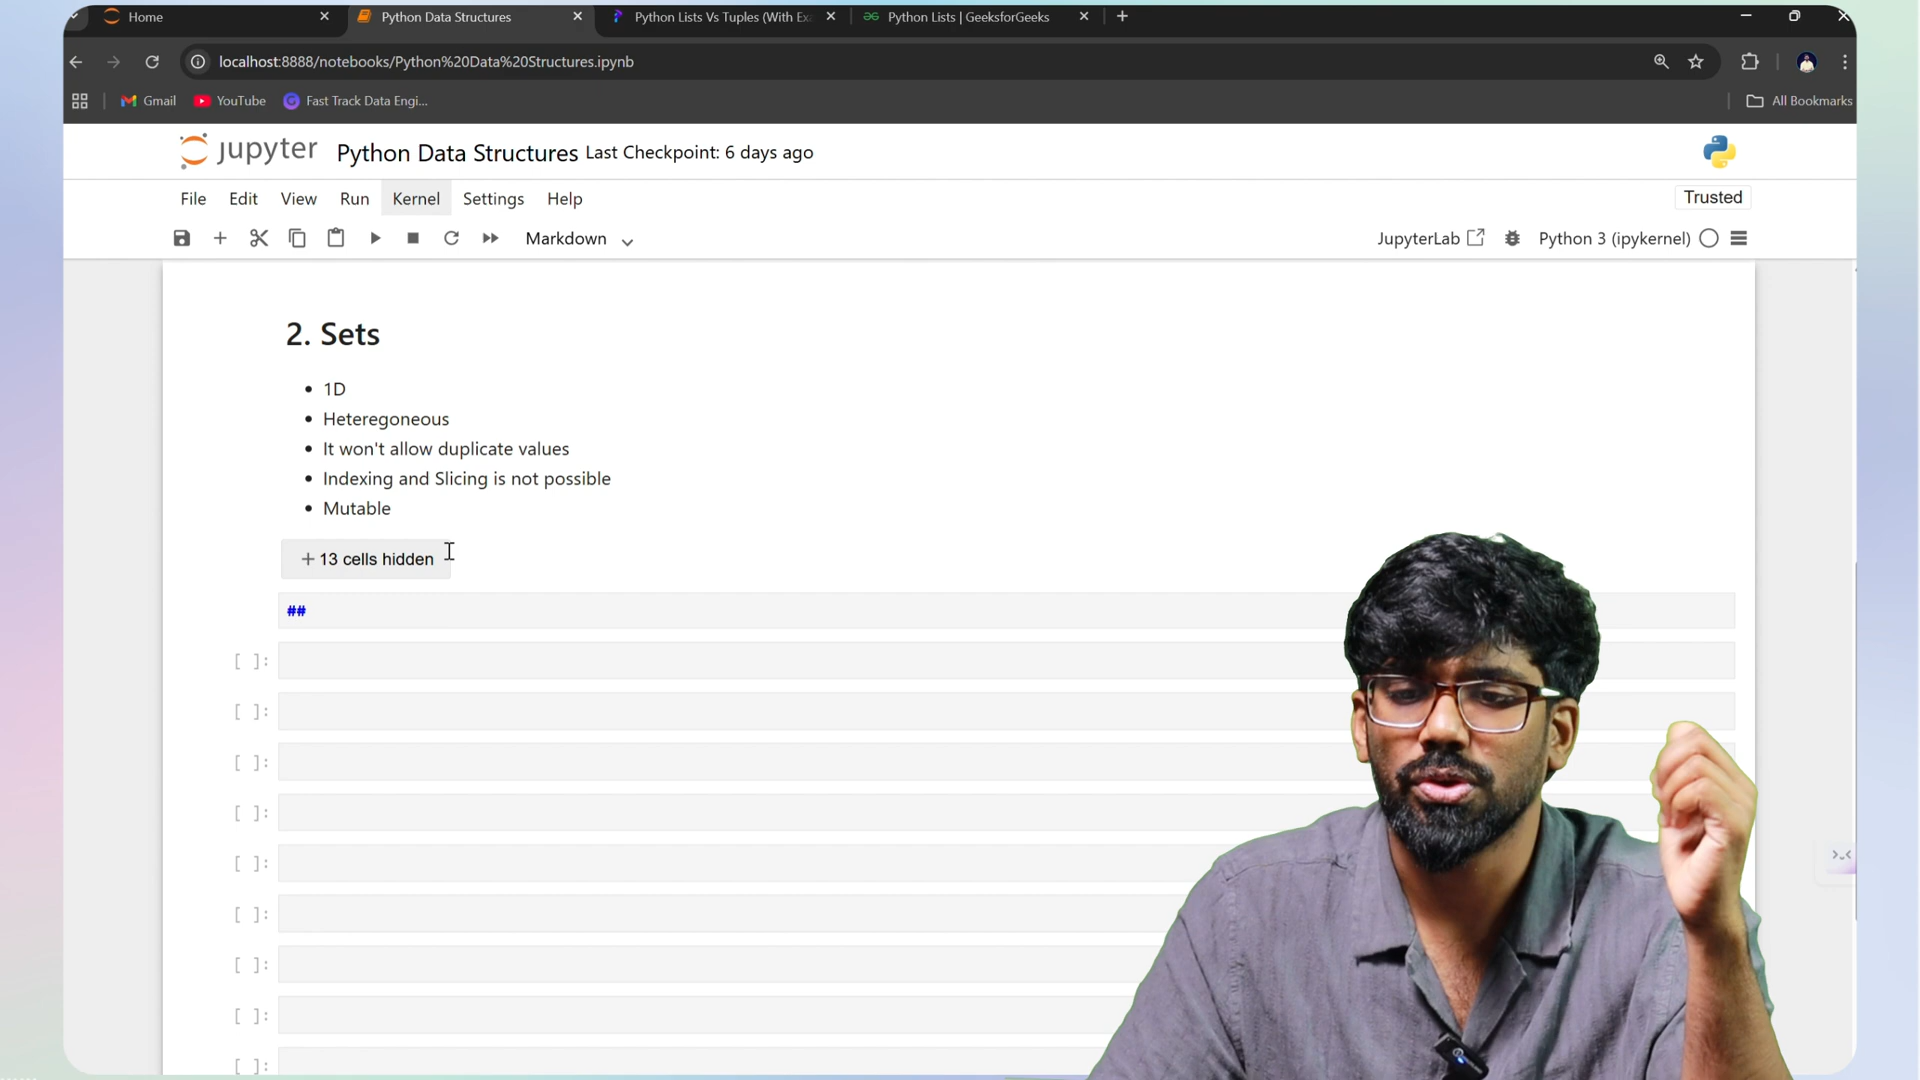 Home
Python Data Structures
Python Lists Vs Tuples (With Ex
Python Lists | GeeksforGeeks
localhost:8888/notebooks/Python%20Data%20Structures.ipynb
Gmail
YouTube
Fast Track Data Engi...
All Bookmarks
jupyter
Python Data Structures
Last Checkpoint: 6 days ago
File
Edit
View
Run
Kernel
Settings
Help
Trusted
Markdown
JupyterLab
Python 3 (ipykernel)
2. Sets
• 1D
• Heteregoneous
• It won't allow duplicate values
• Indexing and Slicing is not possible
• Mutable
+ 13 cells hidden
##
[ ]:
[ ]:
[ ]:
[ ]:
[ ]:
[ ]:
[ ]:
[ ]:
[ ]: